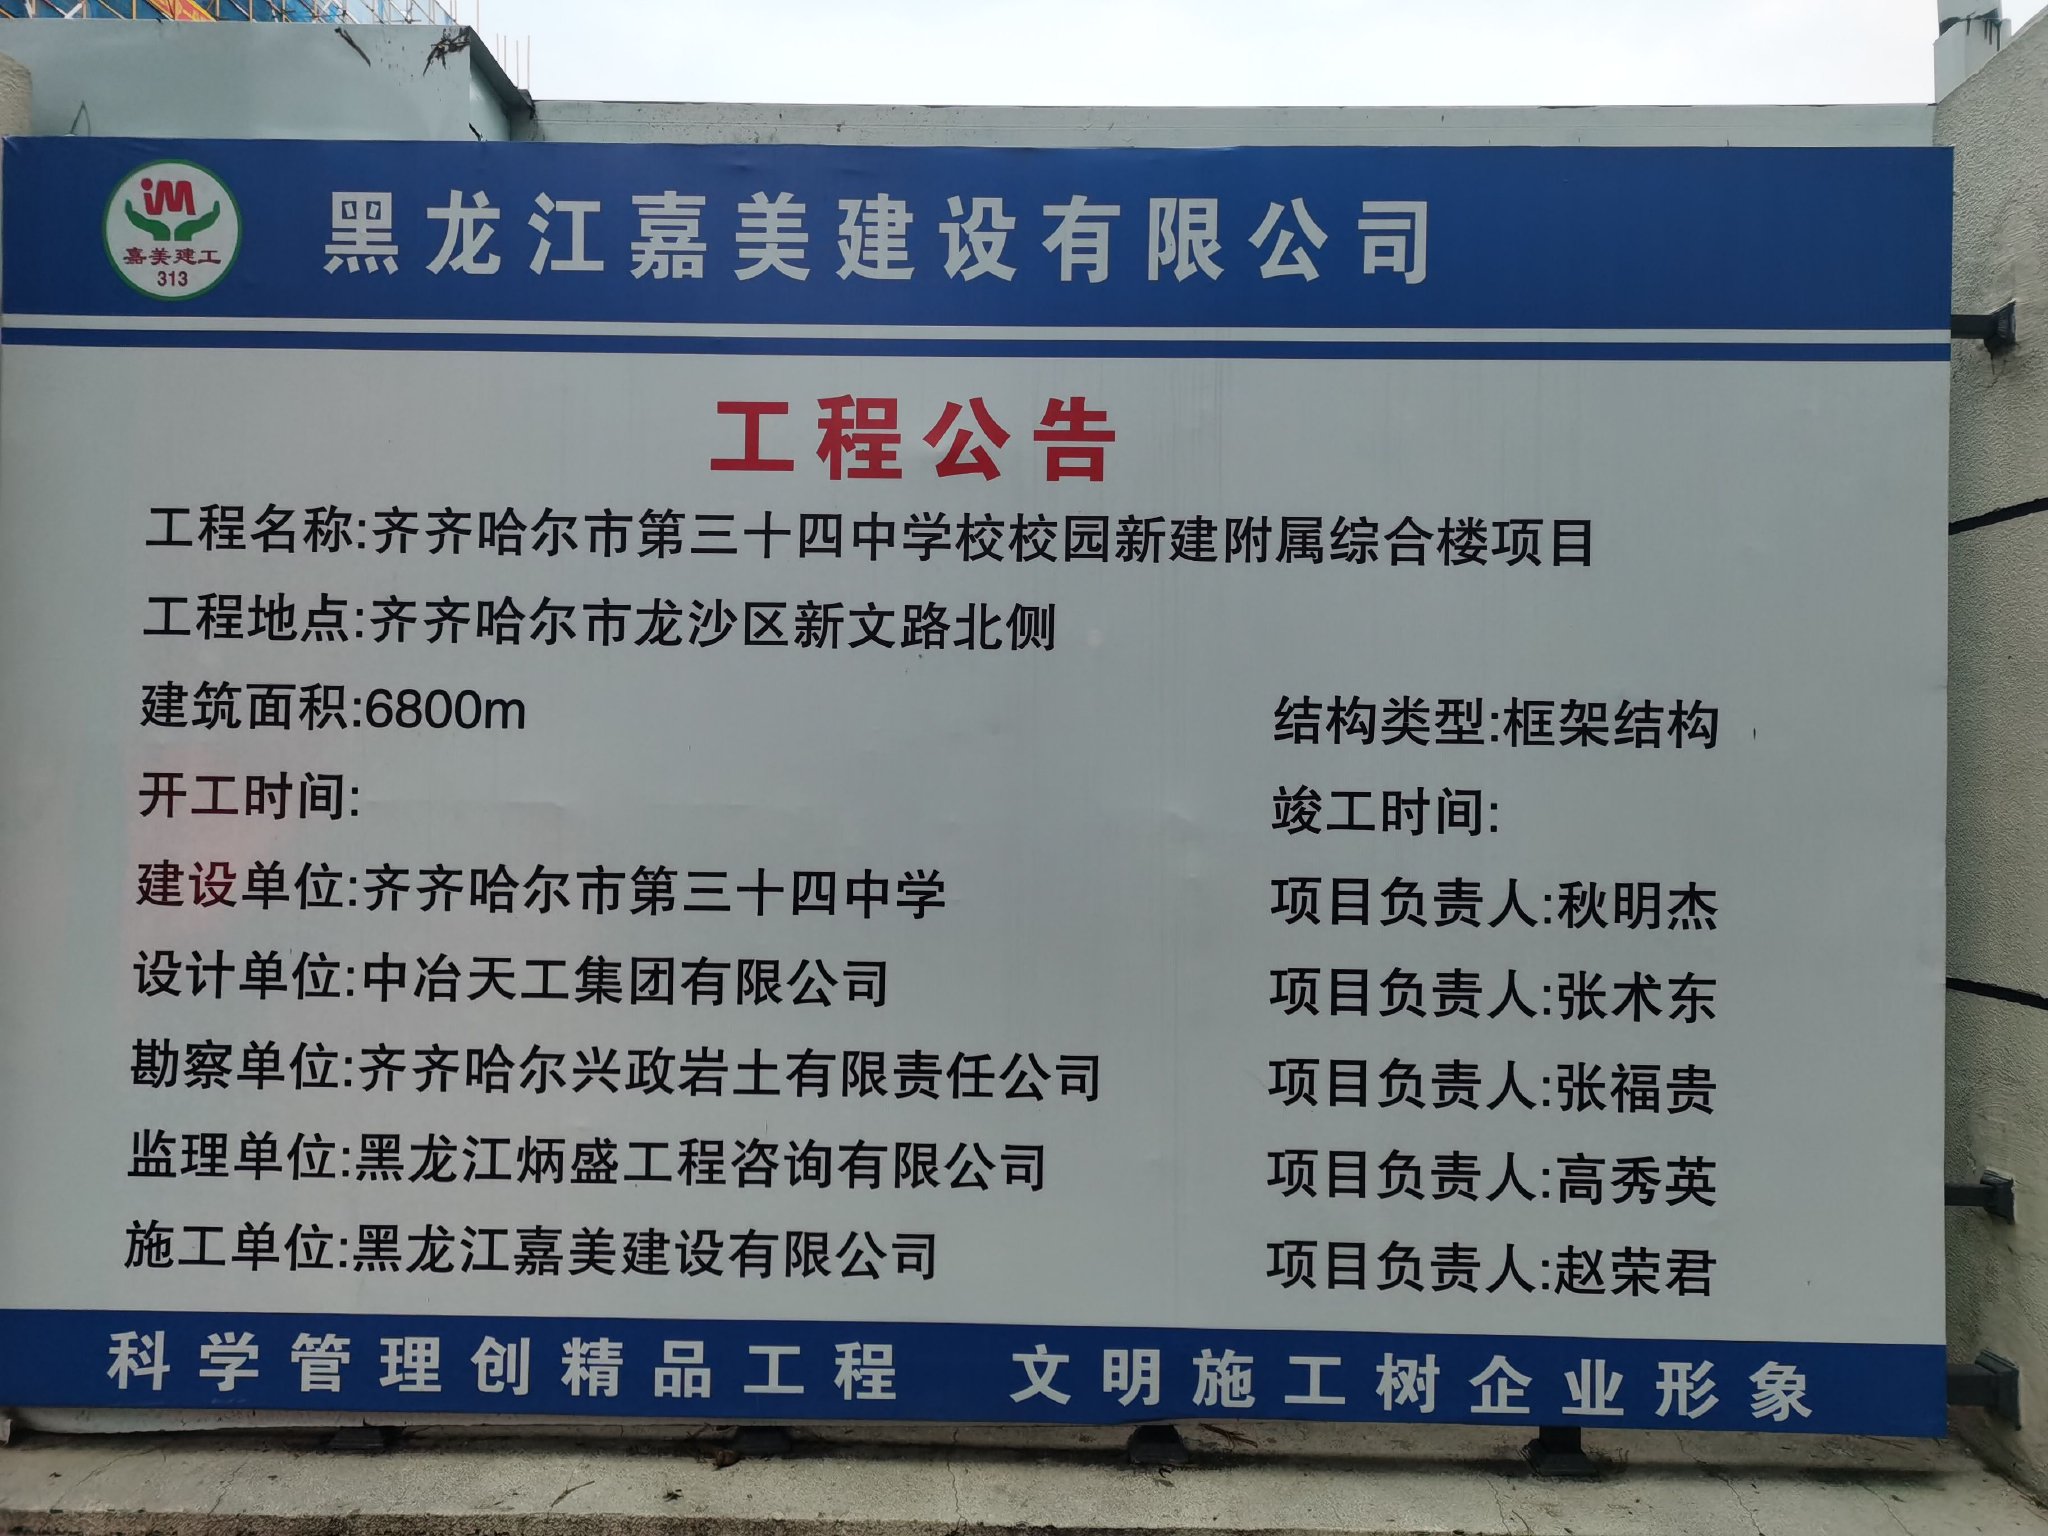 嘉美建工
313
黑龙江嘉美建设有限公司
工程公告
工程名称:齐齐哈尔市第三十四中学校校园新建附属综合楼项目
工程地点:齐齐哈尔市龙沙区新文路北侧
建筑面积:6800m 结构类型:框架结构
开工时间: 竣工时间:
建设单位:齐齐哈尔市第三十四中学 项目负责人:秋明杰
设计单位:中冶天工集团有限公司 项目负责人:张术东
勘察单位:齐齐哈尔兴政岩土有限责任公司 项目负责人:张福贵
监理单位:黑龙江炳盛工程咨询有限公司 项目负责人:高秀英
施工单位:黑龙江嘉美建设有限公司 项目负责人:赵荣君
科学管理创精品工程 文明施工树企业形象